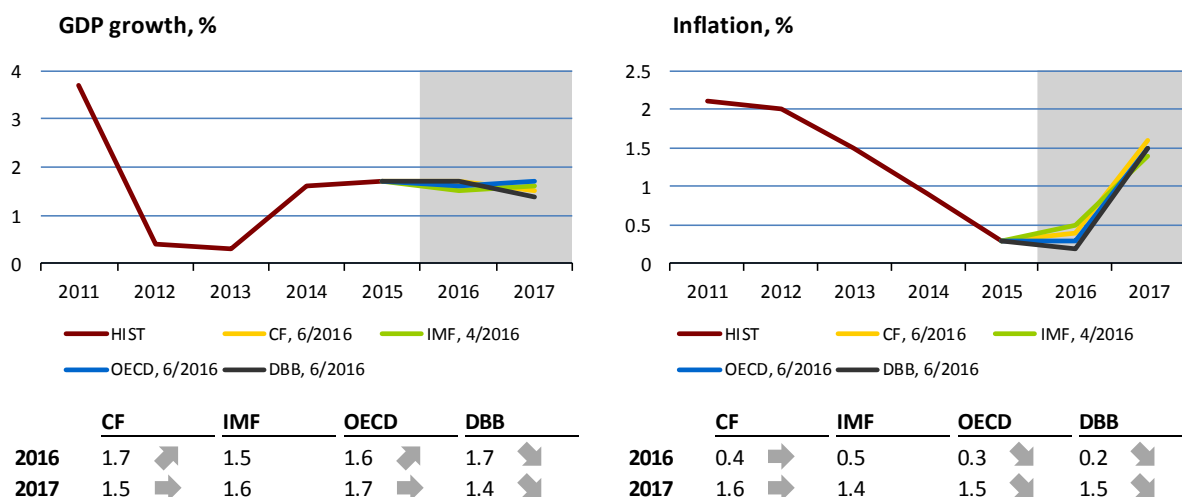 GDP growth, %
4
3
2
1
0
2011 2012 2013 2014 2015 2016 2017
HIST CF, 6/2016 IMF, 4/2016
OECD, 6/2016 DBB, 6/2016
CF IMF OECD DBB
2016 1.7 1.5 1.6 1.7
2017 1.5 1.6 1.7 1.4
Inflation, %
2.5
2
1.5
1
0.5
0
2011 2012 2013 2014 2015 2016 2017
HIST CF, 6/2016 IMF, 4/2016
OECD, 6/2016 DBB, 6/2016
CF IMF OECD DBB
2016 0.4 0.5 0.3 0.2
2017 1.6 1.4 1.5 1.5